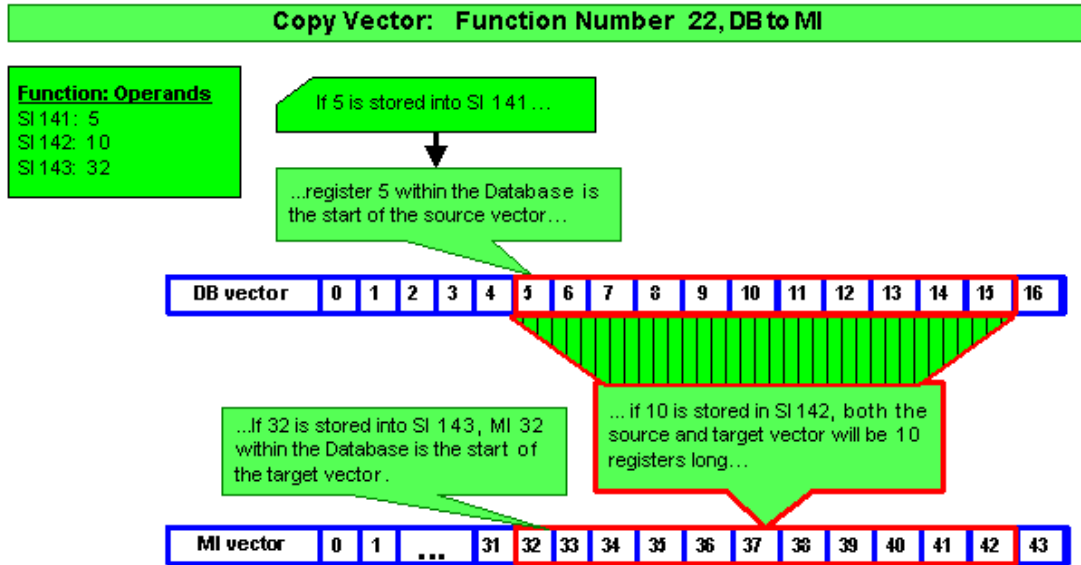 Copy Vector: Function Number 22, DB to MI
Function: Operands
SI 141: 5
SI 142: 10
SI 143: 32
If 5 is stored into SI 141...
...register 5 within the Database is
the start of the source vector...
DB vector 0 1 2 3 4 5 6 7 8 9 10 11 12 13 14 15 16
... if 10 is stored in SI 142, both the
source and target vector will be 10
registers long...
...If 32 is stored into SI 143, MI 32
within the Database is the start of
the target vector.
MI vector 0 1 ... 31 32 33 34 35 36 37 38 39 40 41 42 43